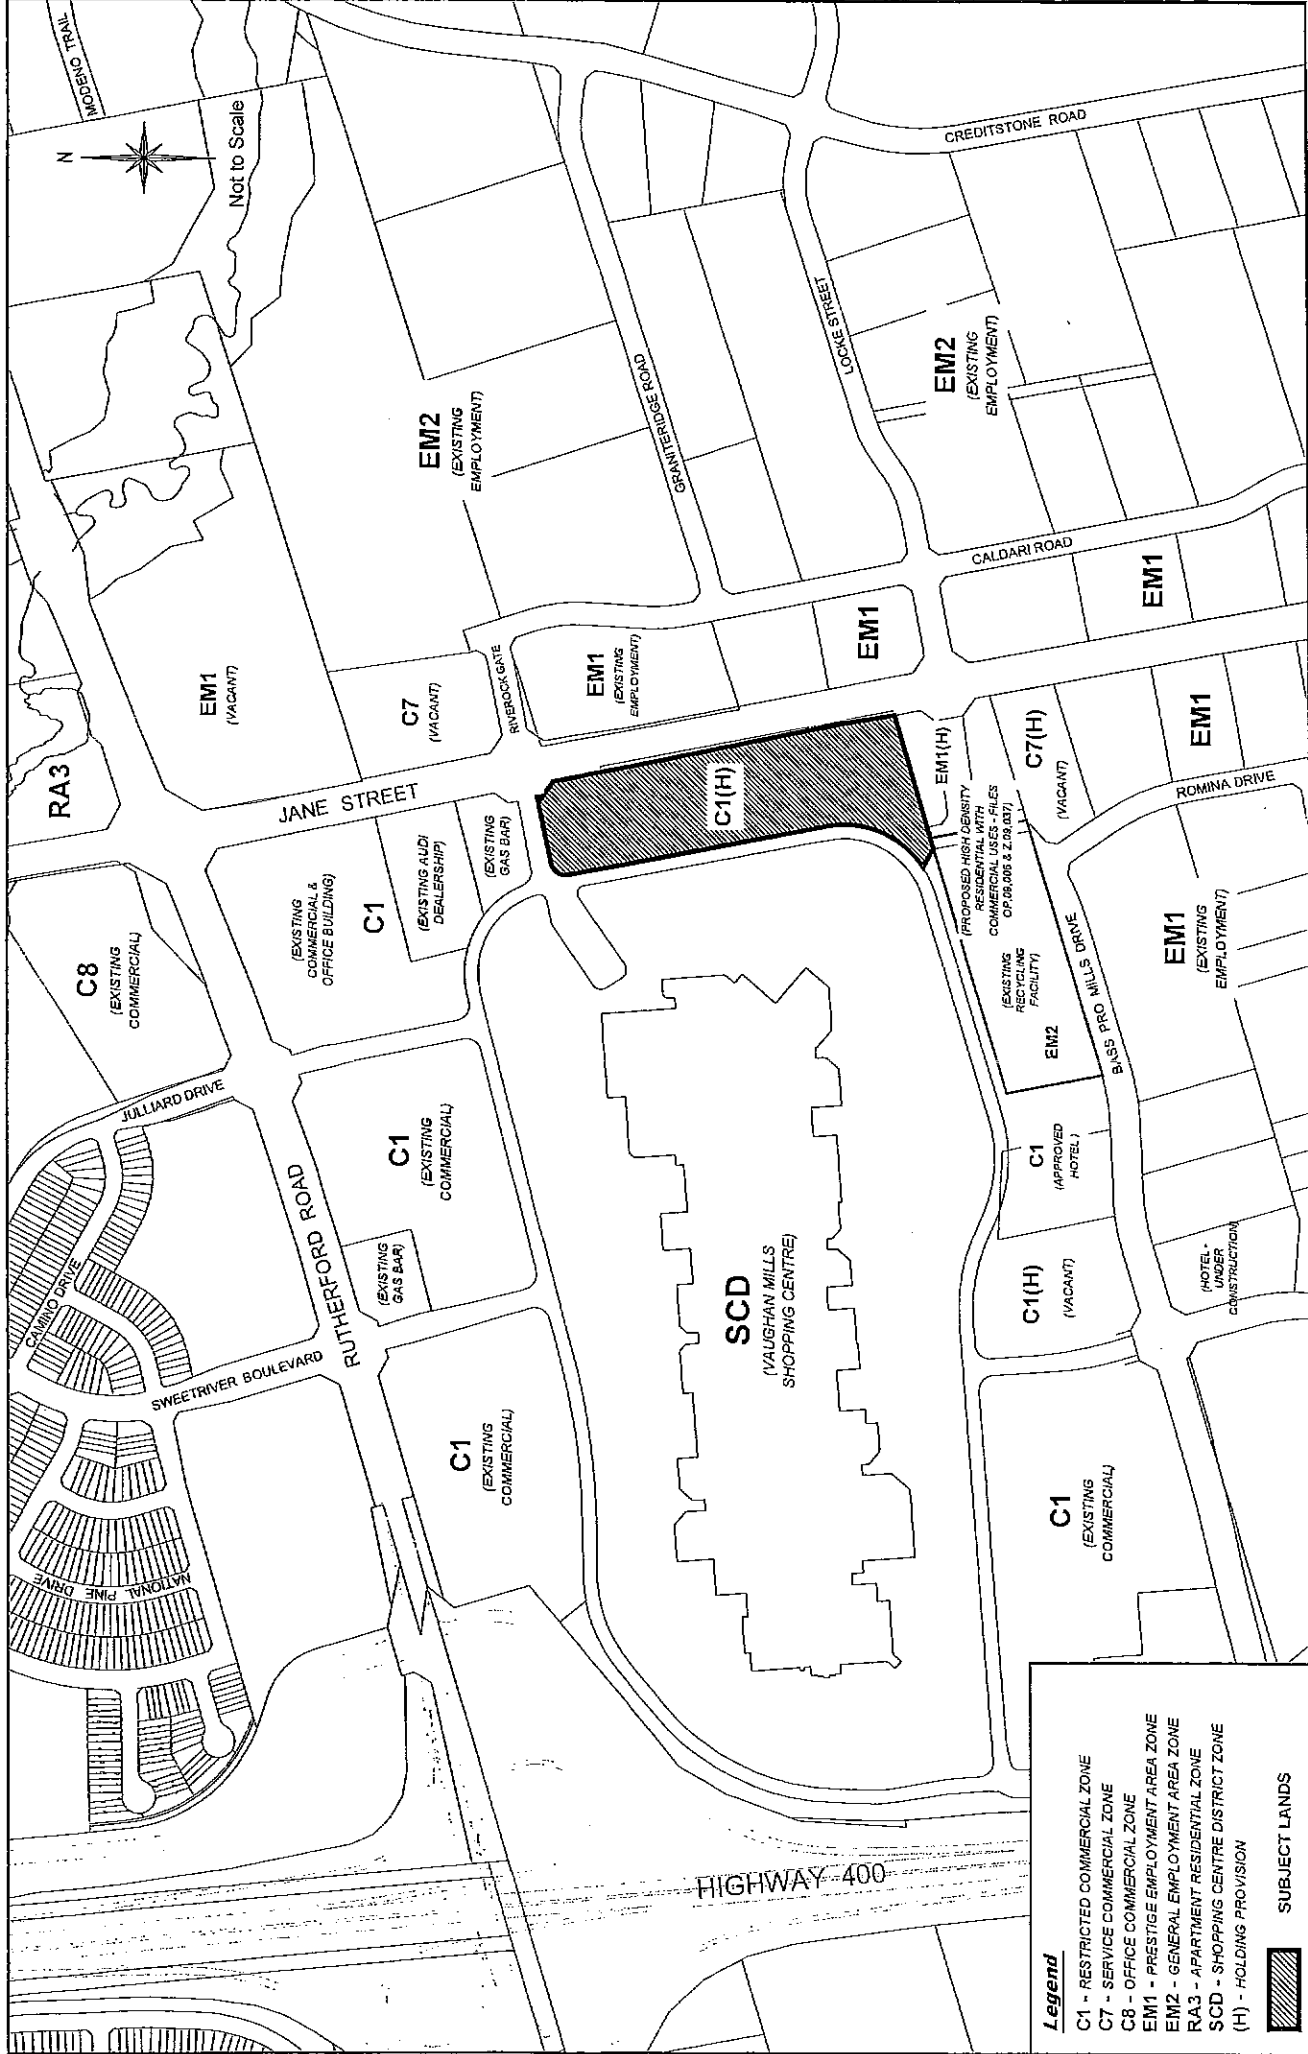 MODENO TRAIL
N
Not to Scale
CREDITSTONE ROAD
LOCKE STREET
GRANITERIDGE ROAD
EM2
(EXISTING
EMPLOYMENT)
EM2
(EXISTING
EMPLOYMENT)
CALDARI ROAD
EM1
EM1
RA3
EM1
(VACANT)
C7
(VACANT)
RIVEROCK GATE
EM1
(EXISTING
EMPLOYMENT)
JANE STREET
C1(H)
EM1(H)
C7(H)
(VACANT)
EM1
ROMINA DRIVE
C8
(EXISTING
COMMERCIAL)
(EXISTING
COMMERCIAL &
OFFICE BUILDING)
C1
(EXISTING AUDI
DEALERSHIP)
(EXISTING
GAS BAR)
(PROPOSED HIGH DENSITY
RESIDENTIAL WITH
COMMERCIAL USES - FILES
OP.09.006 & Z.09.037)
(EXISTING
RECYCLING
FACILITY)
EM2
BASS PRO MILLS DRIVE
EM1
(EXISTING
EMPLOYMENT)
JULLIARD DRIVE
RUTHERFORD ROAD
C1
(EXISTING
COMMERCIAL)
(EXISTING
GAS BAR)
C1
(APPROVED
HOTEL)
C1(H)
(VACANT)
(HOTEL -
UNDER
CONSTRUCTION)
CAMINO DRIVE
SWEETRIVER BOULEVARD
NATIONAL PINE DRIVE
C1
(EXISTING
COMMERCIAL)
SCD
(VAUGHAN MILLS
SHOPPING CENTRE)
C1
(EXISTING
COMMERCIAL)
HIGHWAY 400
Legend
C1 - RESTRICTED COMMERCIAL ZONE
C7 - SERVICE COMMERCIAL ZONE
C8 - OFFICE COMMERCIAL ZONE
EM1 - PRESTIGE EMPLOYMENT AREA ZONE
EM2 - GENERAL EMPLOYMENT AREA ZONE
RA3 - APARTMENT RESIDENTIAL ZONE
SCD - SHOPPING CENTRE DISTRICT ZONE
(H) - HOLDING PROVISION
SUBJECT LANDS